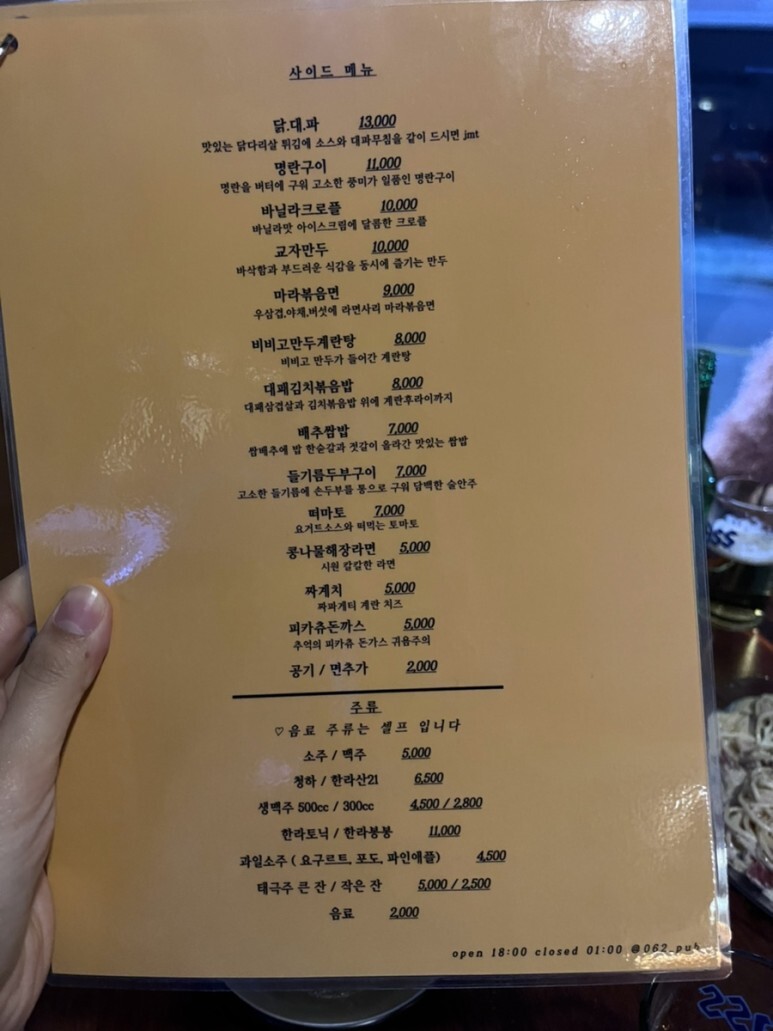 사이드 메뉴
닭.대.파 13,000
맛있는 닭다리살 튀김에 소스와 대파무침을 같이 드시면 jmt
명란구이 11,000
명란을 버터에 구워 고소한 풍미가 일품인 명란구이
바닐라크로플 10,000
바닐라맛 아이스크림에 달콤한 크로플
교자만두 10,000
바삭함과 부드러운 식감을 동시에 즐기는 만두
마라볶음면 9,000
우삼겹,야채,버섯에 라면사리 마라볶음면
비비고만두계란탕 8,000
비비고 만두가 들어간 계란탕
대패김치볶음밥 8,000
대패삼겹살과 김치볶음밥 위에 계란후라이까지
배추쌈밥 7,000
쌈배추에 밥 한숟갈과 젓갈이 올라간 맛있는 쌈밥
들기름두부구이 7,000
고소한 들기름에 손두부를 통으로 구워 담백한 술안주
떠마토 7,000
요거트소스와 떠먹는 토마토
콩나물해장라면 5,000
시원 칼칼한 라면
짜계치 5,000
짜파게티 계란 치즈
피카츄돈까스 5,000
추억의 피카츄 돈가스 귀욤주의
공기 / 면추가 2,000
주류
♡음료 주류는 셀프 입니다
소주 / 맥주 5,000
청하 / 한라산21 6,500
생맥주 500cc / 300cc 4,500 / 2,800
한라토닉 / 한라봉봉 11,000
과일소주 ( 요구르트, 포도, 파인애플) 4,500
태극주 큰 잔 / 작은 잔 5,000 / 2,500
음료 2,000
open 18:00 closed 01:00 @062_pub